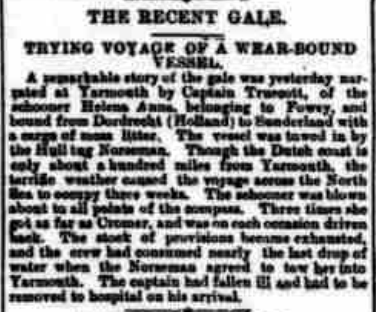 THE RECENT GALE.
TRYING VOYAGE OF A WEAR-BOUND
VESSEL.
A remarkable story of the gale was yesterday nar-
rated at Yarmouth by Captain Truscott, of the
schooner Helena Anna, belonging to Fowey, and
bound from Dordrecht (Holland) to Sunderland with
a cargo of moss litter. The vessel was towed in by
the Hull tug Norseman. Though the Dutch coast is
only about a hundred miles from Yarmouth, the
terrific weather caused the voyage across the North
Sea to occupy three weeks. The schooner was blown
about to all points of the compass. Three times she
got as far as Cromer, and was on each occasion driven
back. The stock of provisions became exhausted,
and the crew had consumed nearly the last drop of
water when the Norseman agreed to tow her into
Yarmouth. The captain had fallen ill and had to be
removed to hospital on his arrival.